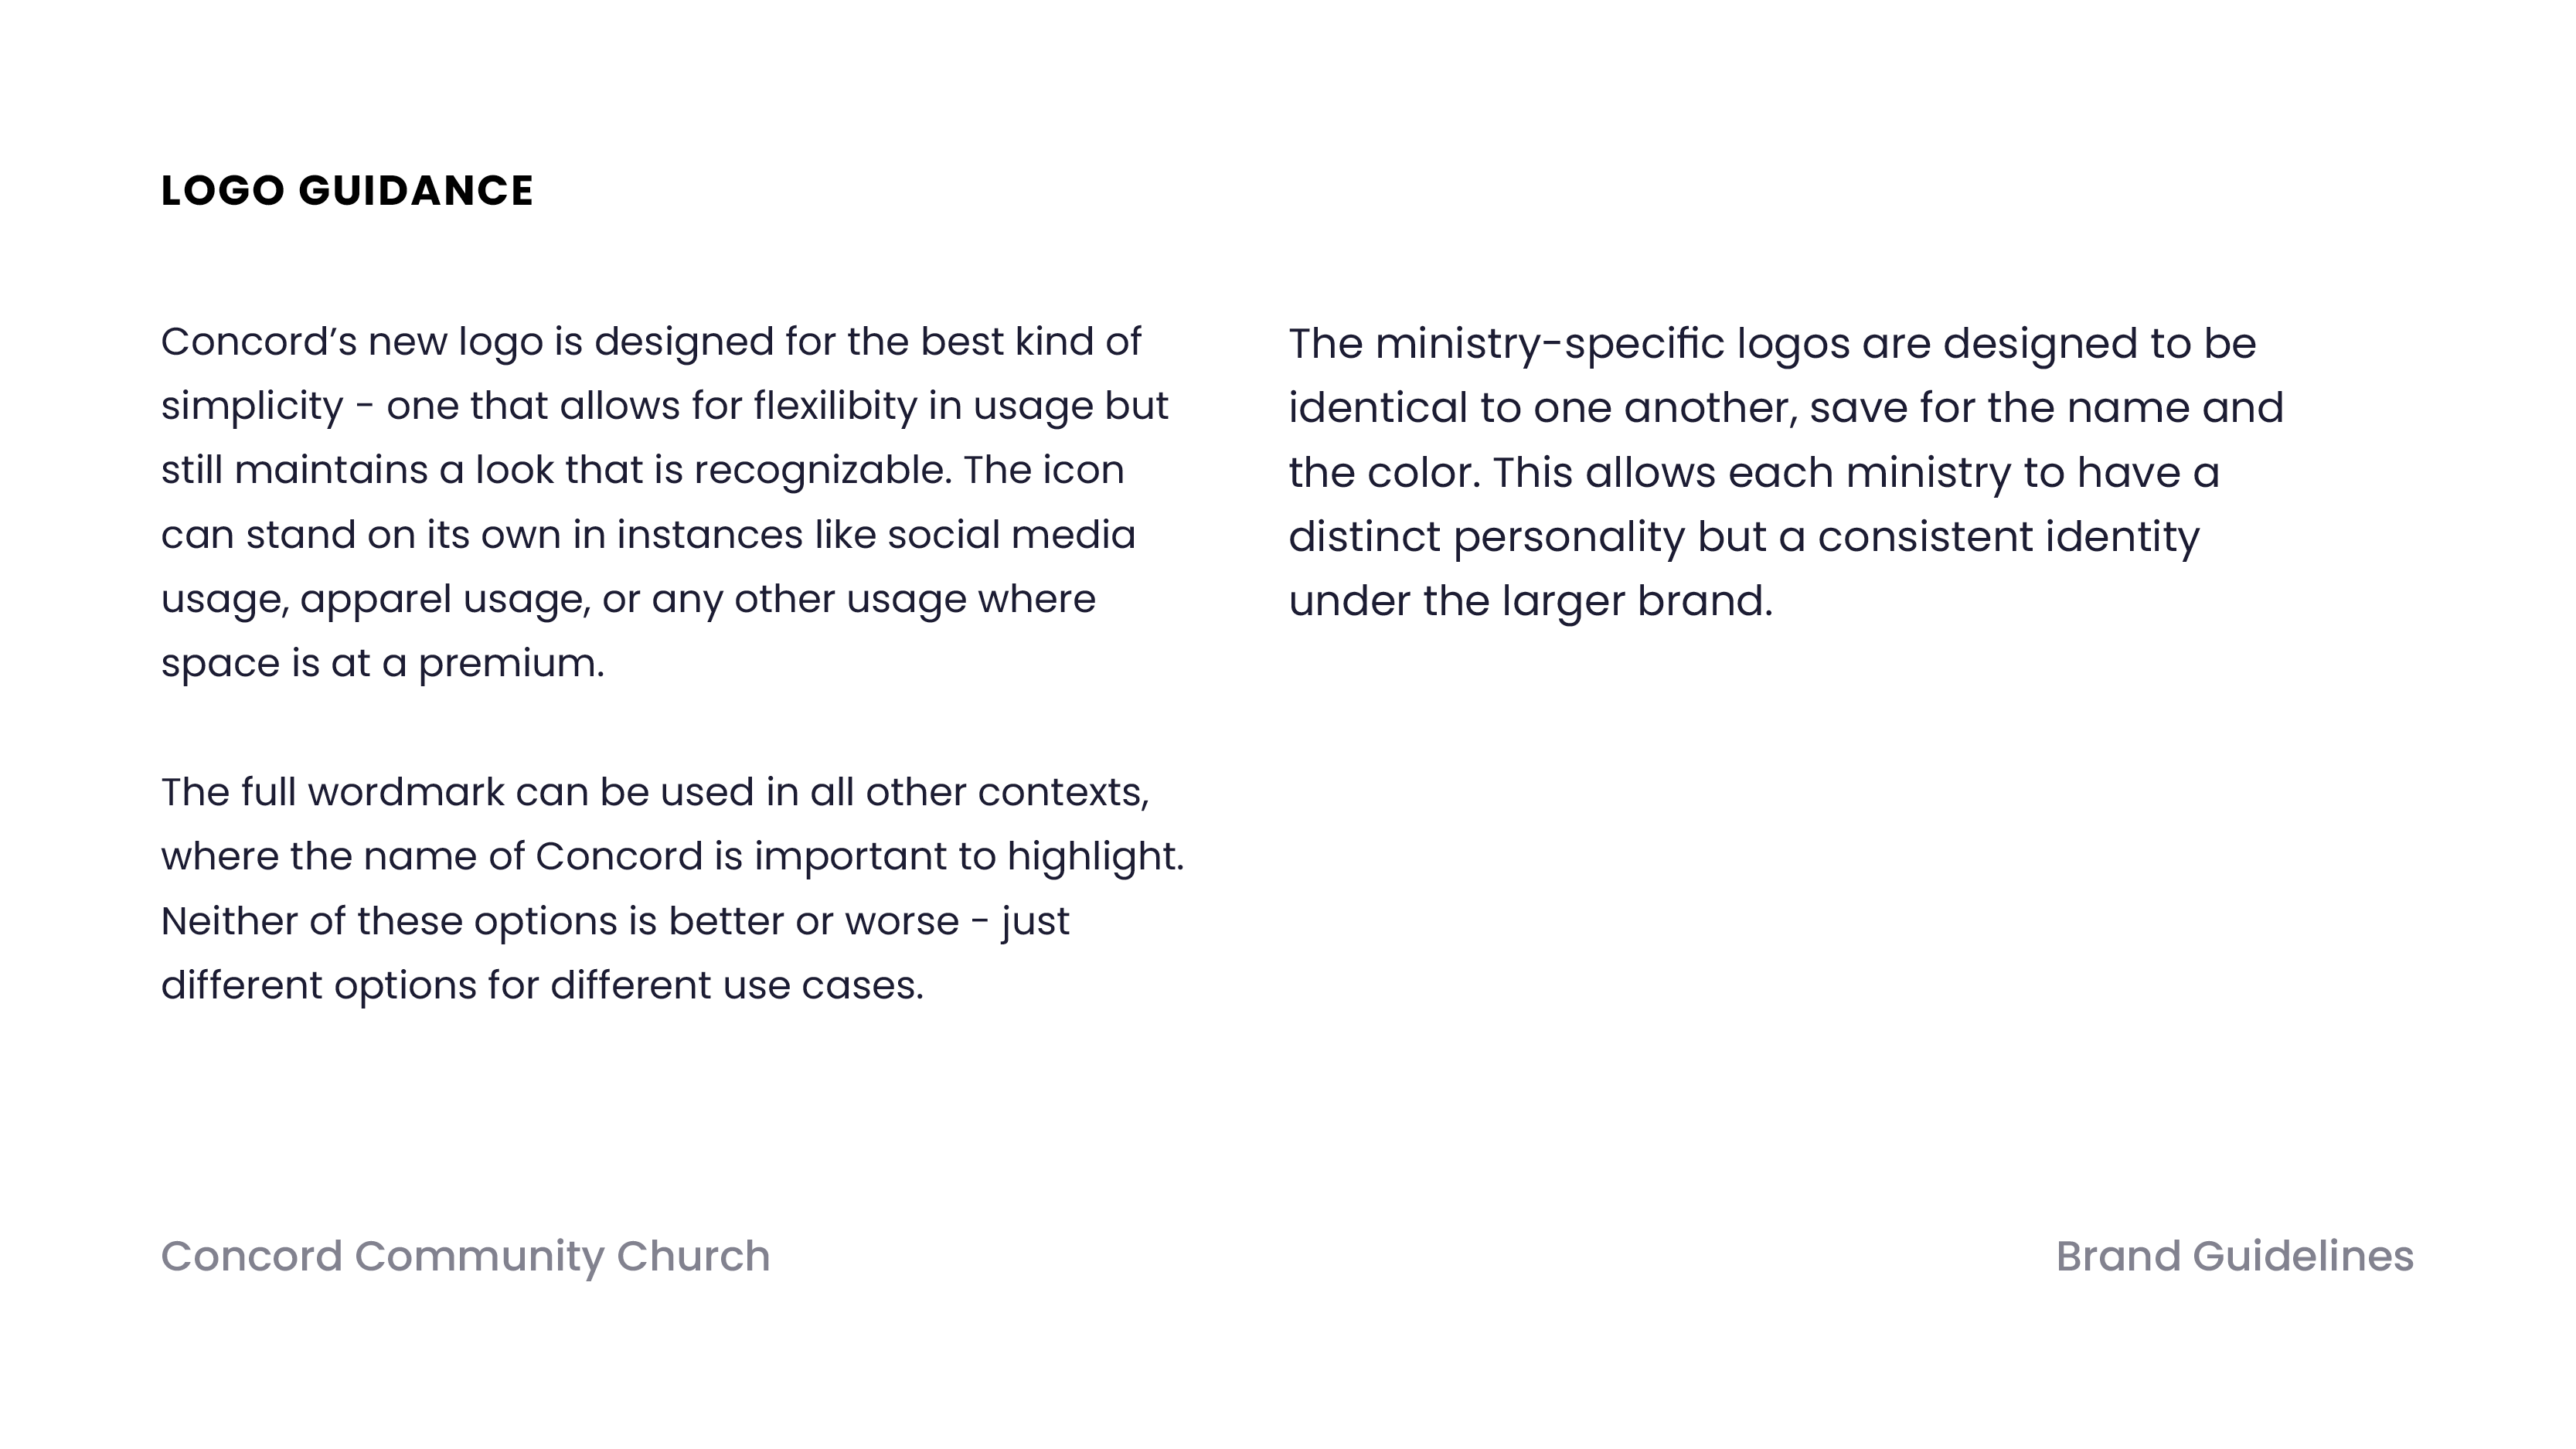 LOGO GUIDANCE
Concord’s new logo is designed for the best kind of
simplicity - one that allows for flexilibity in usage but
still maintains a look that is recognizable. The icon
can stand on its own in instances like social media
usage, apparel usage, or any other usage where
space is at a premium.
The full wordmark can be used in all other contexts,
where the name of Concord is important to highlight.
Neither of these options is better or worse - just
different options for different use cases.
The ministry-specific logos are designed to be
identical to one another, save for the name and
the color. This allows each ministry to have a
distinct personality but a consistent identity
under the larger brand.
Concord Community Church
Brand Guidelines